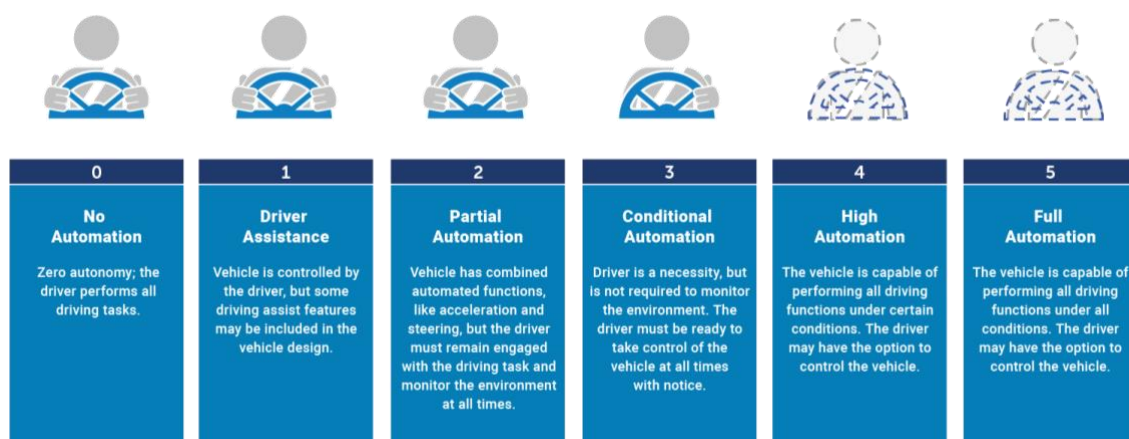 0
No
Automation
Zero autonomy; the
driver performs all
driving tasks.
1
Driver
Assistance
Vehicle is controlled by
the driver, but some
driving assist features
may be included in the
vehicle design.
2
Partial
Automation
Vehicle has combined
automated functions,
like acceleration and
steering, but the driver
must remain engaged
with the driving task and
monitor the environment
at all times.
3
Conditional
Automation
Driver is a necessity, but
is not required to monitor
the environment. The
driver must be ready to
take control of the
vehicle at all times
with notice.
4
High
Automation
The vehicle is capable of
performing all driving
functions under certain
conditions. The driver
may have the option to
control the vehicle.
5
Full
Automation
The vehicle is capable of
performing all driving
functions under all
conditions. The driver
may have the option to
control the vehicle.